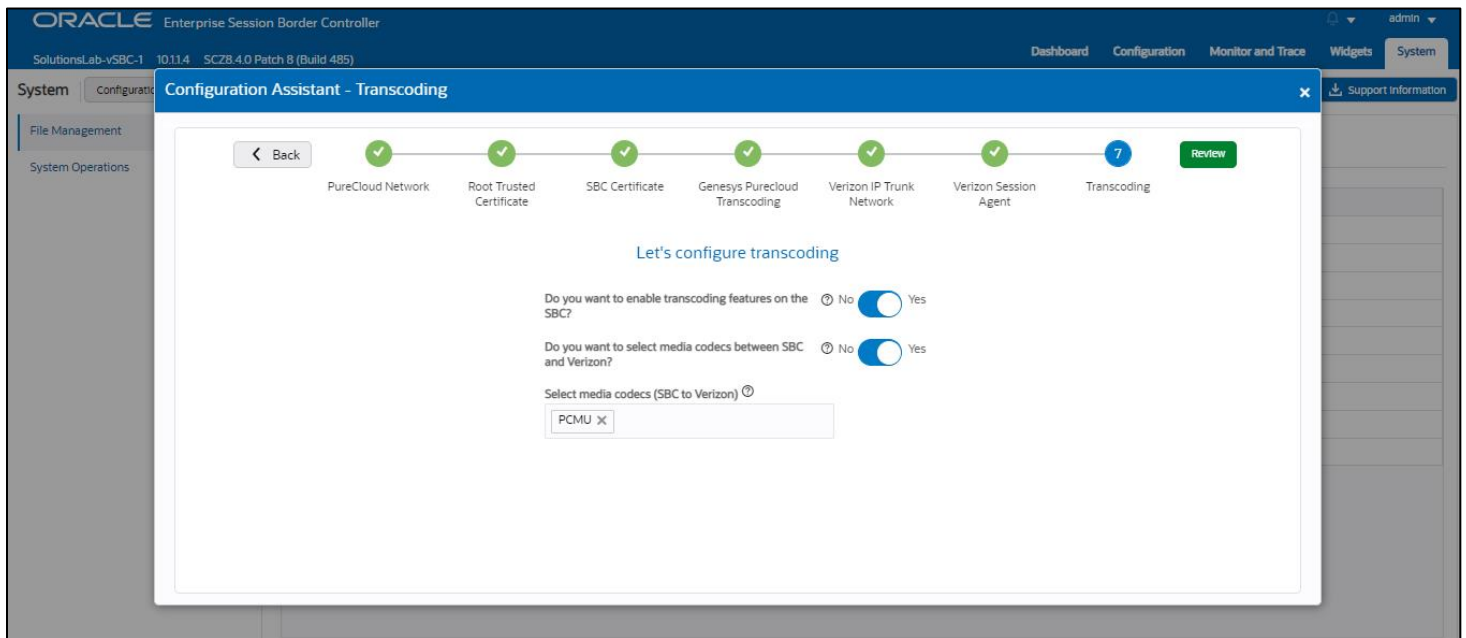 ORACLE Enterprise Session Border Controller
admin
SolutionsLab-vSBC-1 10.1.1.4 SCZ8.4.0 Patch 8 (Build 485)
Dashboard Configuration Monitor and Trace Widgets System
System
Configuration Assistant - Transcoding
Support Information
File Management
System Operations
Back
7
Review
PureCloud Network
Root Trusted
Certificate
SBC Certificate
Genesys Purecloud
Transcoding
Verizon IP Trunk
Network
Verizon Session
Agent
Transcoding
Let's configure transcoding
Do you want to enable transcoding features on the
SBC?
No Yes
Do you want to select media codecs between SBC
and Verizon?
No Yes
Select media codecs (SBC to Verizon)
PCMU